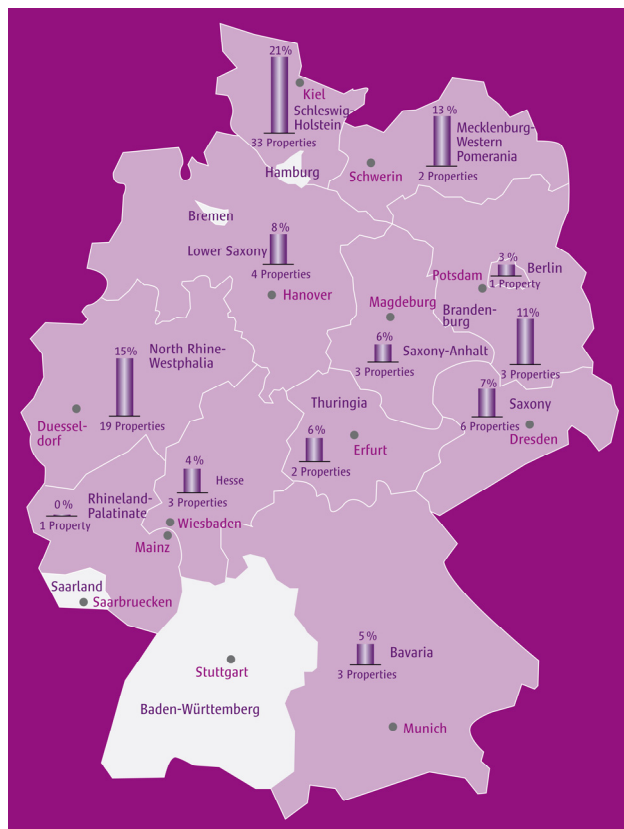 21%
Kiel
Schleswig-
Holstein
33 Properties
13 %
Mecklenburg-
Western
Pomerania
2 Properties
Schwerin
Hamburg
Bremen
8 %
Lower Saxony
4 Properties
Hanover
3 %
Berlin
1 Property
Potsdam
Magdeburg
Branden-
burg
11%
3 Properties
6%
Saxony-Anhalt
3 Properties
15%
North Rhine-
Westphalia
19 Properties
Duessel-
dorf
7%
Saxony
6 Properties
Dresden
Thuringia
6 %
2 Properties
Erfurt
4 %
Hesse
3 Properties
0 %
Rhineland-
Palatinate
1 Property
Wiesbaden
Mainz
Saarland
Saarbruecken
Stuttgart
Baden-Württemberg
5 %
Bavaria
3 Properties
Munich